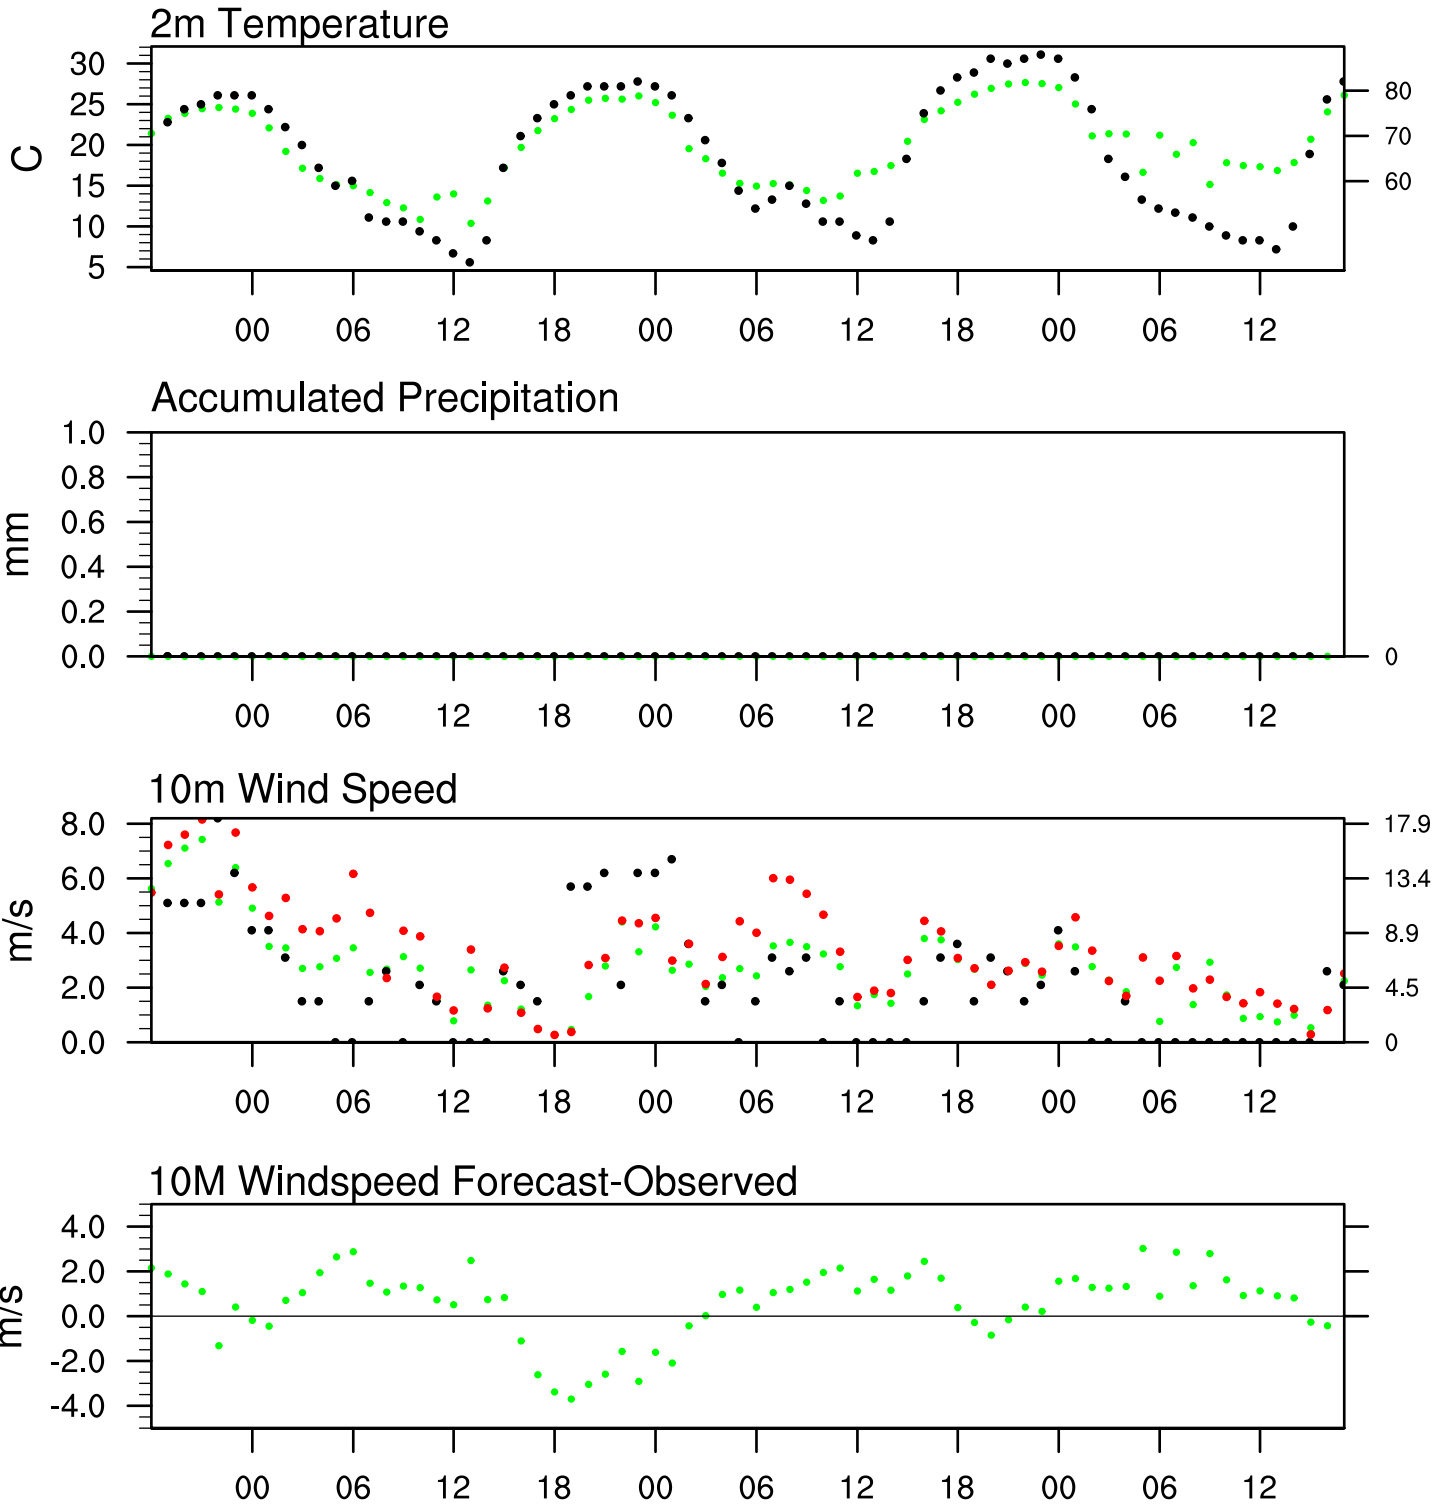 2m Temperature
30
25
20
15
10
5
C
80
70
60
00 06 12 18 00 06 12 18 00 06 12
Accumulated Precipitation
1.0
0.8
0.6
0.4
0.2
0.0
mm
0
00 06 12 18 00 06 12 18 00 06 12
10m Wind Speed
8.0
6.0
4.0
2.0
0.0
m/s
17.9
13.4
8.9
4.5
0
00 06 12 18 00 06 12 18 00 06 12
10M Windspeed Forecast-Observed
4.0
2.0
0.0
-2.0
-4.0
m/s
00 06 12 18 00 06 12 18 00 06 12